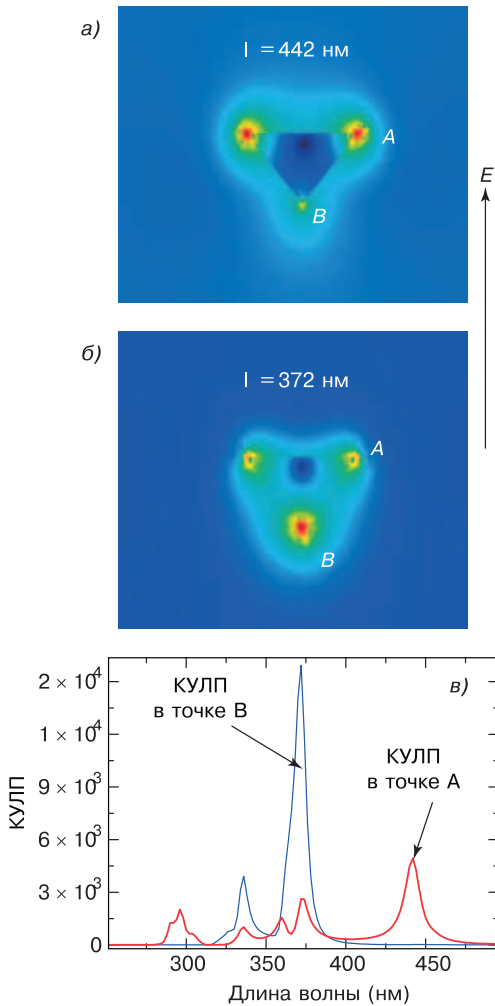 а)
I = 442 нм
A
B
E
б)
I = 372 нм
A
B
в)
КУЛП
2 × 10⁴
1 × 10⁴
9 × 10³
6 × 10³
3 × 10³
0
КУЛП
в точке B
КУЛП
в точке A
300 350 400 450
Длина волны (нм)